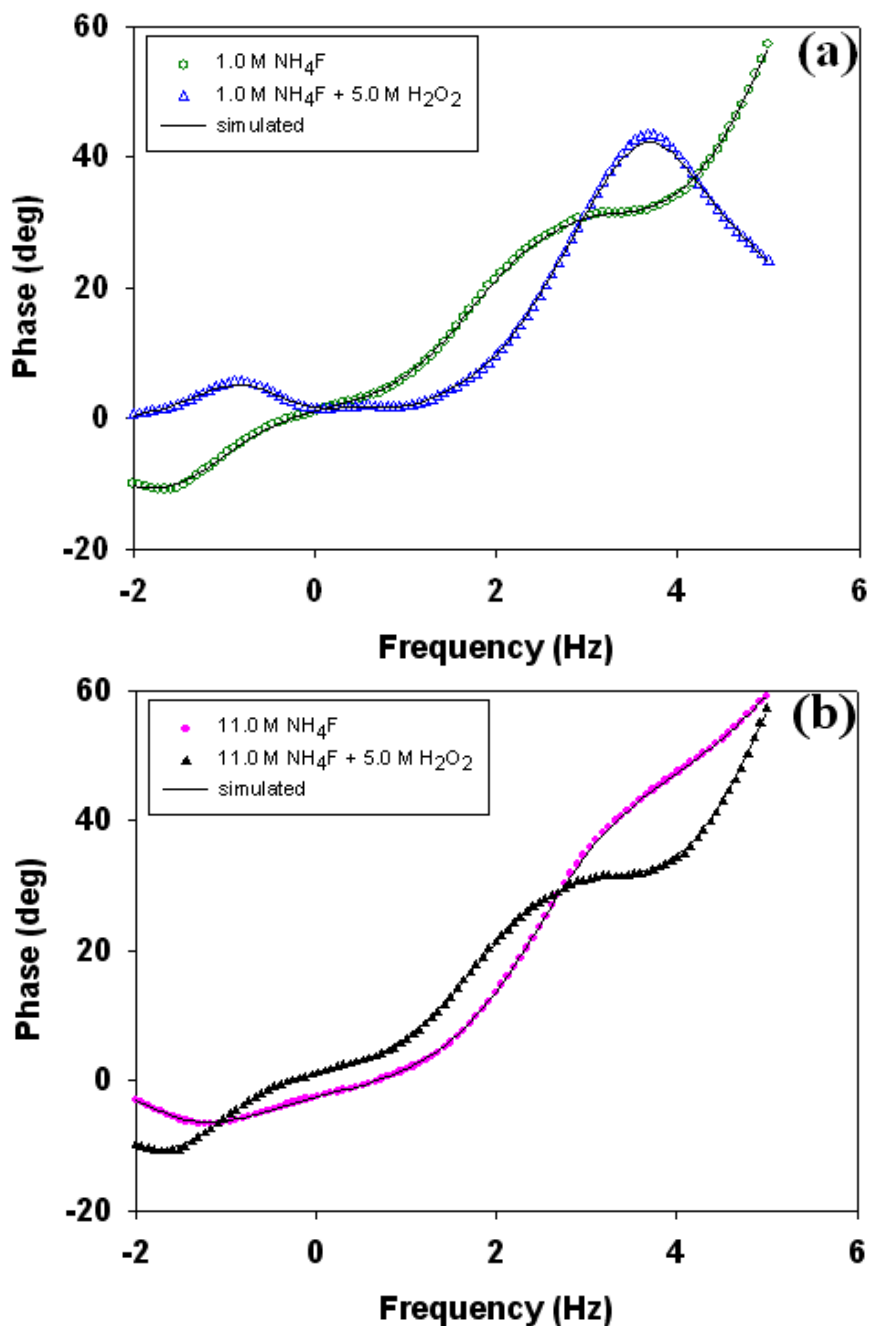 (a)
1.0 M NH4F
1.0 M NH4F + 5.0 M H2O2
simulated
Phase (deg)
60
40
20
0
-20
-2 0 2 4 6
Frequency (Hz)
(b)
11.0 M NH4F
11.0 M NH4F + 5.0 M H2O2
simulated
Phase (deg)
60
40
20
0
-20
-2 0 2 4 6
Frequency (Hz)